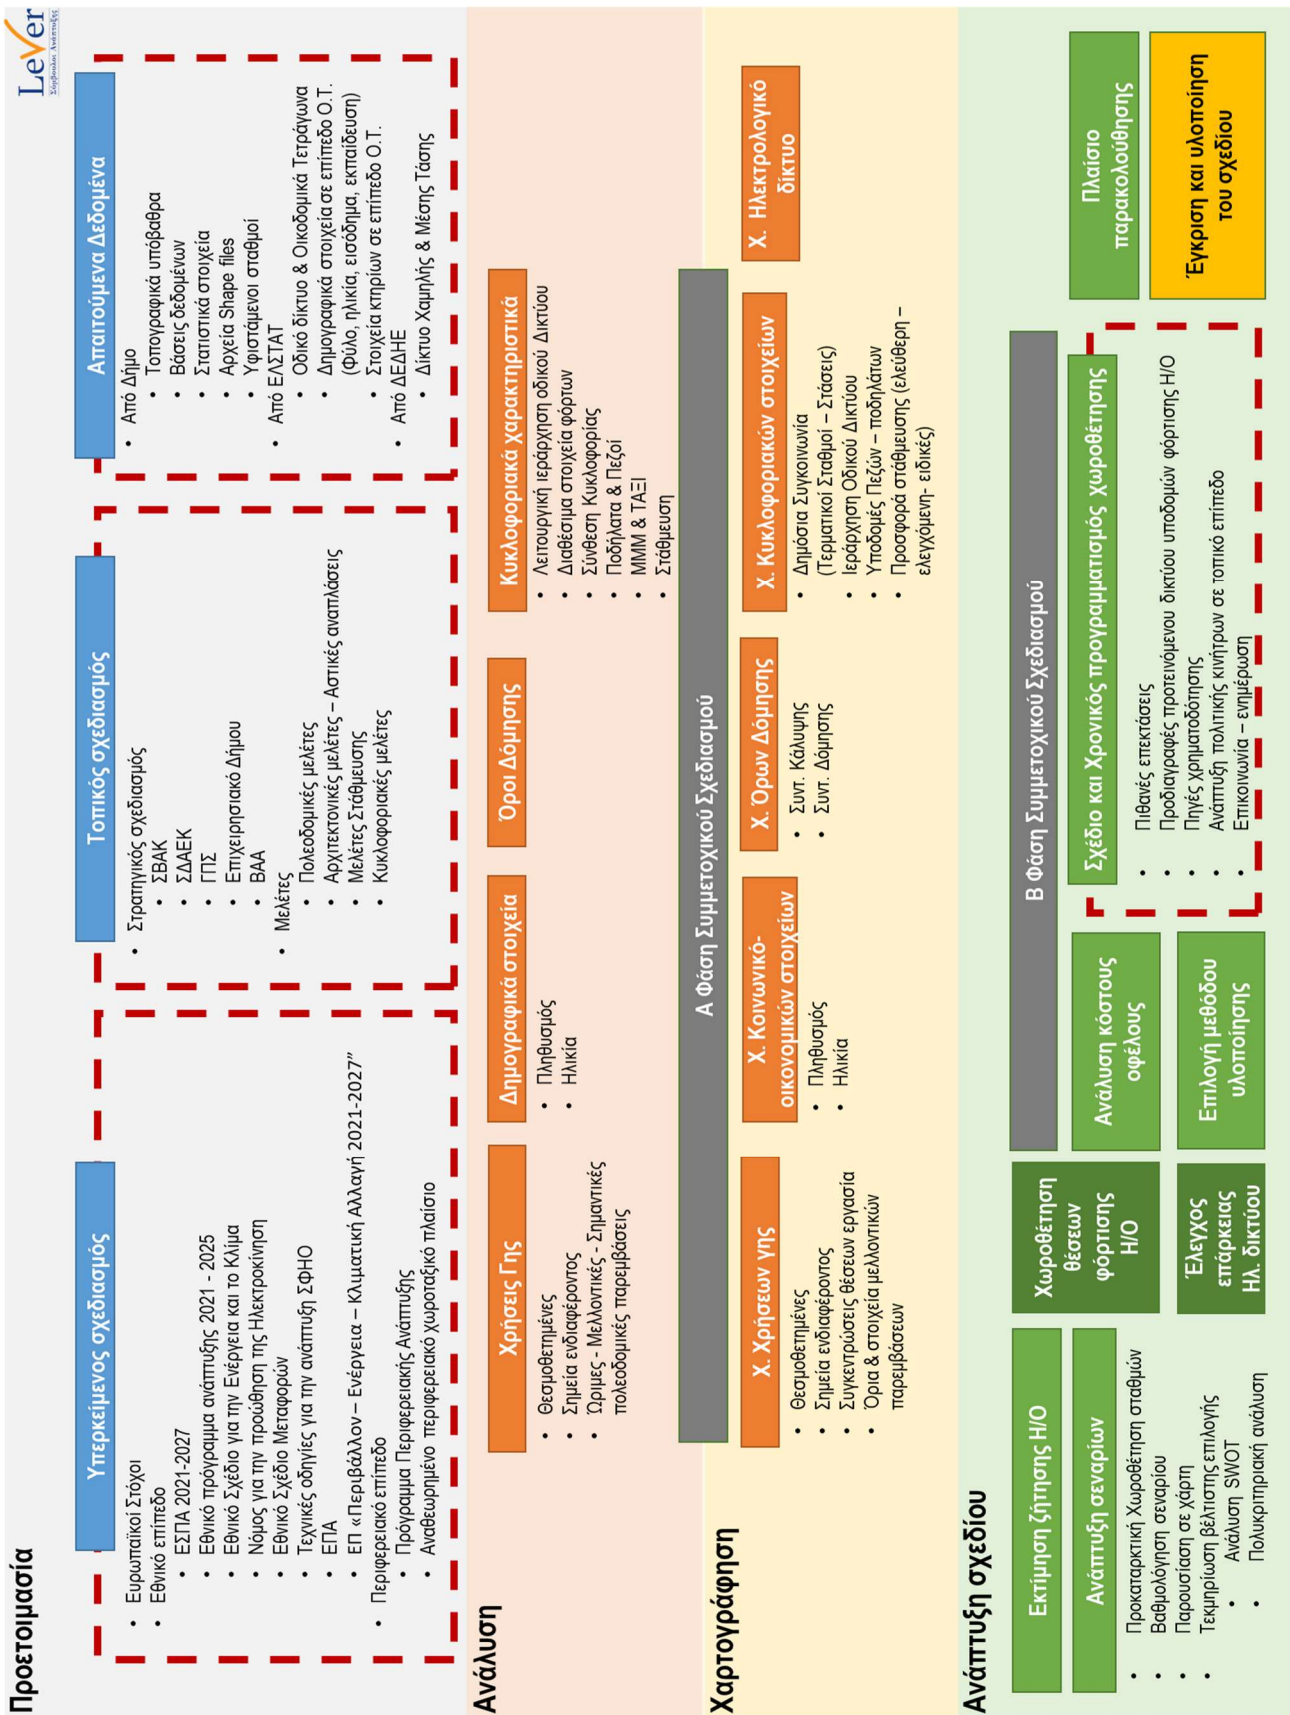 LeVer
Σύμβουλοι Ανάπτυξης
Προετοιμασία
Υπερκείμενος σχεδιασμός
• Ευρωπαϊκοί Στόχοι
• Εθνικό επίπεδο
• ΕΣΠΑ 2021-2027
• Εθνικό πρόγραμμα ανάπτυξης 2021 - 2025
• Εθνικό Σχέδιο για την Ενέργεια και το Κλίμα
• Νόμος για την προώθηση της Ηλεκτροκίνηση
• Εθνικό Σχέδιο Μεταφορών
• Τεχνικές οδηγίες για την ανάπτυξη ΣΦΗΟ
• ΕΠΑ
• ΕΠ «Περιβάλλον – Ενέργεια – Κλιματική Αλλαγή 2021-2027”
• Περιφερειακό επίπεδο
• Πρόγραμμα Περιφερειακής Ανάπτυξης
• Αναθεωρημένο περιφερειακό χωροταξικό πλαίσιο
Τοπικός σχεδιασμός
• Στρατηγικός σχεδιασμός
• ΣΒΑΚ
• ΣΔΑΕΚ
• ΓΠΣ
• Επιχειρησιακό Δήμου
• ΒΑΑ
• Μελέτες
• Πολεοδομικές μελέτες
• Αρχιτεκτονικές μελέτες – Αστικές αναπλάσεις
• Μελέτες Στάθμευσης
• Κυκλοφοριακές μελέτες
Απαιτούμενα Δεδομένα
• Από Δήμο
• Τοπογραφικά υπόβαθρα
• Βάσεις δεδομένων
• Στατιστικά στοιχεία
• Αρχεία Shape files
• Υφιστάμενοι σταθμοί
• Από ΕΛΣΤΑΤ
• Οδικό δίκτυο & Οικοδομικά Τετράγωνα
• Δημογραφικά στοιχεία σε επίπεδο Ο.Τ.
(Φύλο, ηλικία, εισόδημα, εκπαίδευση)
• Στοιχεία κτηρίων σε επίπεδο Ο.Τ.
• Από ΔΕΔΗΕ
• Δίκτυο Χαμηλής & Μέσης Τάσης
Ανάλυση
Χρήσεις Γης
• Θεσμοθετημένες
• Σημεία ενδιαφέροντος
• Ώριμες - Μελλοντικές - Σημαντικές
πολεοδομικές παρεμβάσεις
Δημογραφικά στοιχεία
• Πληθυσμός
• Ηλικία
Όροι Δόμησης
Κυκλοφοριακά χαρακτηριστικά
• Λειτουργική ιεράρχηση οδικού Δικτύου
• Διαθέσιμα στοιχεία φόρτων
• Σύνθεση Κυκλοφορίας
• Ποδήλατα & Πεζοί
• ΜΜΜ & ΤΑΞΙ
• Στάθμευση
Α Φάση Συμμετοχικού Σχεδιασμού
Χαρτογράφηση
Χ. Χρήσεων γης
• Θεσμοθετημένες
• Σημεία ενδιαφέροντος
• Συγκεντρώσεις θέσεων εργασία
• Όρια & στοιχεία μελλοντικών
παρεμβάσεων
Χ. Κοινωνικό-
οικονομικών στοιχείων
• Πληθυσμός
• Ηλικία
Χ. Όρων Δόμησης
• Συντ. Κάλυψης
• Συντ. Δόμησης
Χ. Κυκλοφοριακών στοιχείων
• Δημόσια Συγκοινωνία
(Τερματικοί Σταθμοί – Στάσεις)
• Ιεράρχηση Οδικού Δικτύου
• Υποδομές Πεζών – ποδηλάτων
• Προσφορά στάθμευσης (ελεύθερη –
ελεγχόμενη- ειδικές)
Χ. Ηλεκτρολογικό
δίκτυο
Ανάπτυξη σχεδίου
Εκτίμηση ζήτησης Η/Ο
Ανάπτυξη σεναρίων
• Προκαταρκτική Χωροθέτηση σταθμών
• Βαθμολόγηση σεναρίου
• Παρουσίαση σε χάρτη
• Τεκμηρίωση βέλτιστης επιλογής
• Ανάλυση SWOT
• Πολυκριτηριακή ανάλυση
Χωροθέτηση
θέσεων
φόρτισης
Η/Ο
Έλεγχος
επάρκειας
Ηλ. δικτύου
Β Φάση Συμμετοχικού Σχεδιασμού
Ανάλυση κόστους
οφέλους
Επιλογή μεθόδου
υλοποίησης
Σχέδιο και Χρονικός προγραμματισμός χωροθέτησης
• Πιθανές επεκτάσεις
• Προδιαγραφές προτεινόμενου δικτύου υποδομών φόρτισης Η/Ο
• Πηγές χρηματοδότησης
• Ανάπτυξη πολιτικής κινήτρων σε τοπικό επίπεδο
• Επικοινωνία – ενημέρωση
Πλαίσιο
παρακολούθησης
Έγκριση και υλοποίηση
του σχεδίου